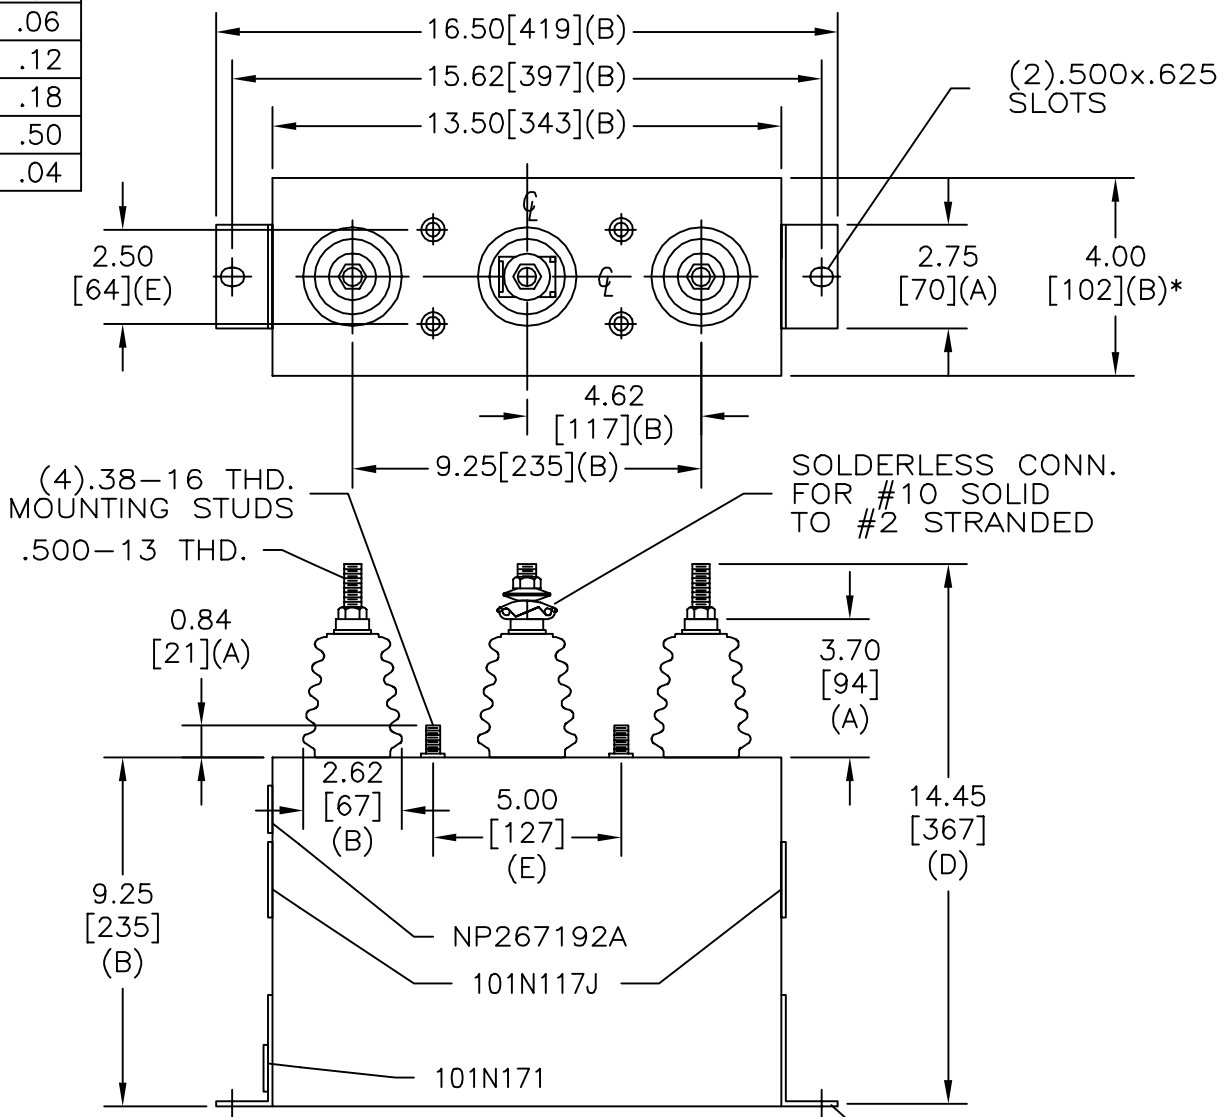 .06
.12
.18
.50
.04
16.50[419](B)
15.62[397](B)
13.50[343](B)
(2).500x.625
SLOTS
2.50
[64](E)
℄
℄
2.75
[70](A)
4.00
[102](B)*
4.62
[117](B)
9.25[235](B)
(4).38-16 THD.
MOUNTING STUDS
.500-13 THD.
SOLDERLESS CONN.
FOR #10 SOLID
TO #2 STRANDED
0.84
[21](A)
3.70
[94]
(A)
2.62
[67]
(B)
5.00
[127]
(E)
14.45
[367]
(D)
9.25
[235]
(B)
NP267192A
101N117J
101N171